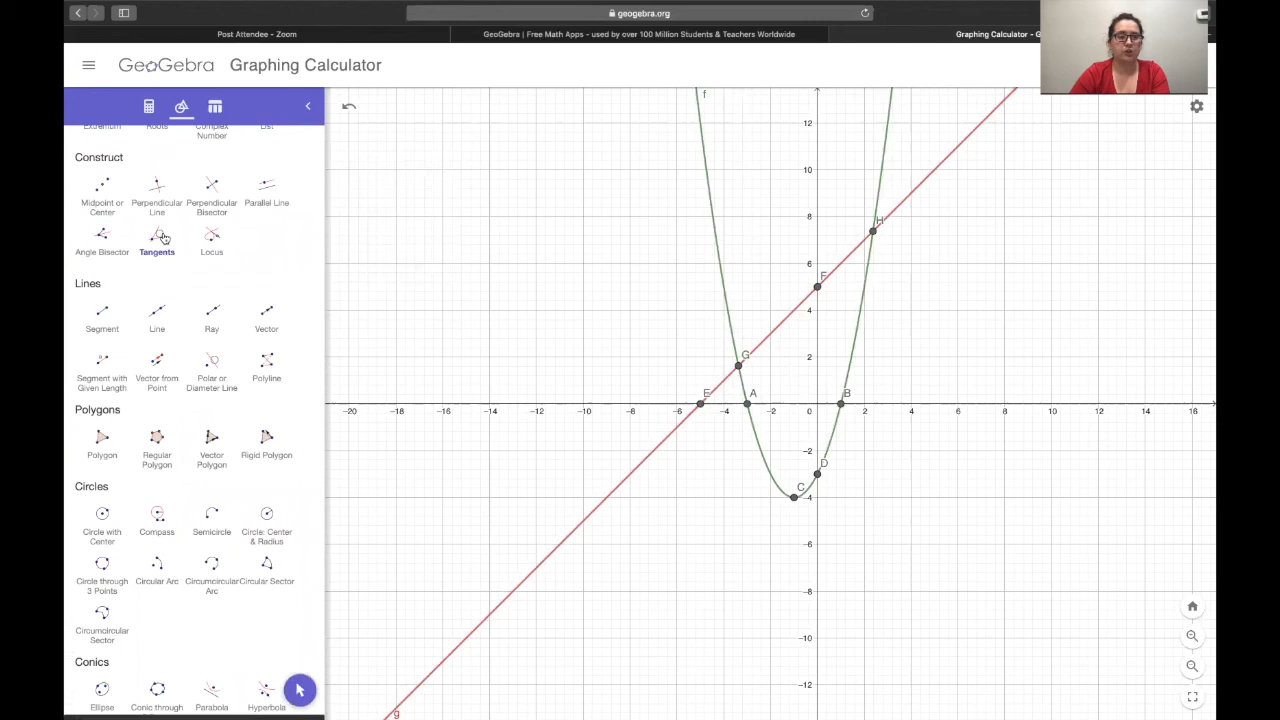 geogebra.org
Post Attendee - Zoom
GeoGebra | Free Math Apps - used by over 100 Million Students & Teachers Worldwide
Graphing Calculator - G
GeoGebra Graphing Calculator
Extremum Roots Complex Number List
Construct
Midpoint or Center
Perpendicular Line
Perpendicular Bisector
Parallel Line
Angle Bisector
Tangents
Locus
Lines
Segment
Line
Ray
Vector
Segment with Given Length
Vector from Point
Polar or Diameter Line
Polyline
Polygons
Polygon
Regular Polygon
Vector Polygon
Rigid Polygon
Circles
Circle with Center
Compass
Semicircle
Circle: Center & Radius
Circle through 3 Points
Circular Arc
Circumcircular Arc
Circular Sector
Circumcircular Sector
Conics
Ellipse
Conic through
Parabola
Hyperbola
f
12
10
8
H
6
F
4
G
2
E A B
−20 −18 −16 −14 −12 −10 −8 −6 −4 −2 0 2 4 6 8 10 12 14 16
−2
D
C
−4
−6
−8
−10
−12
g